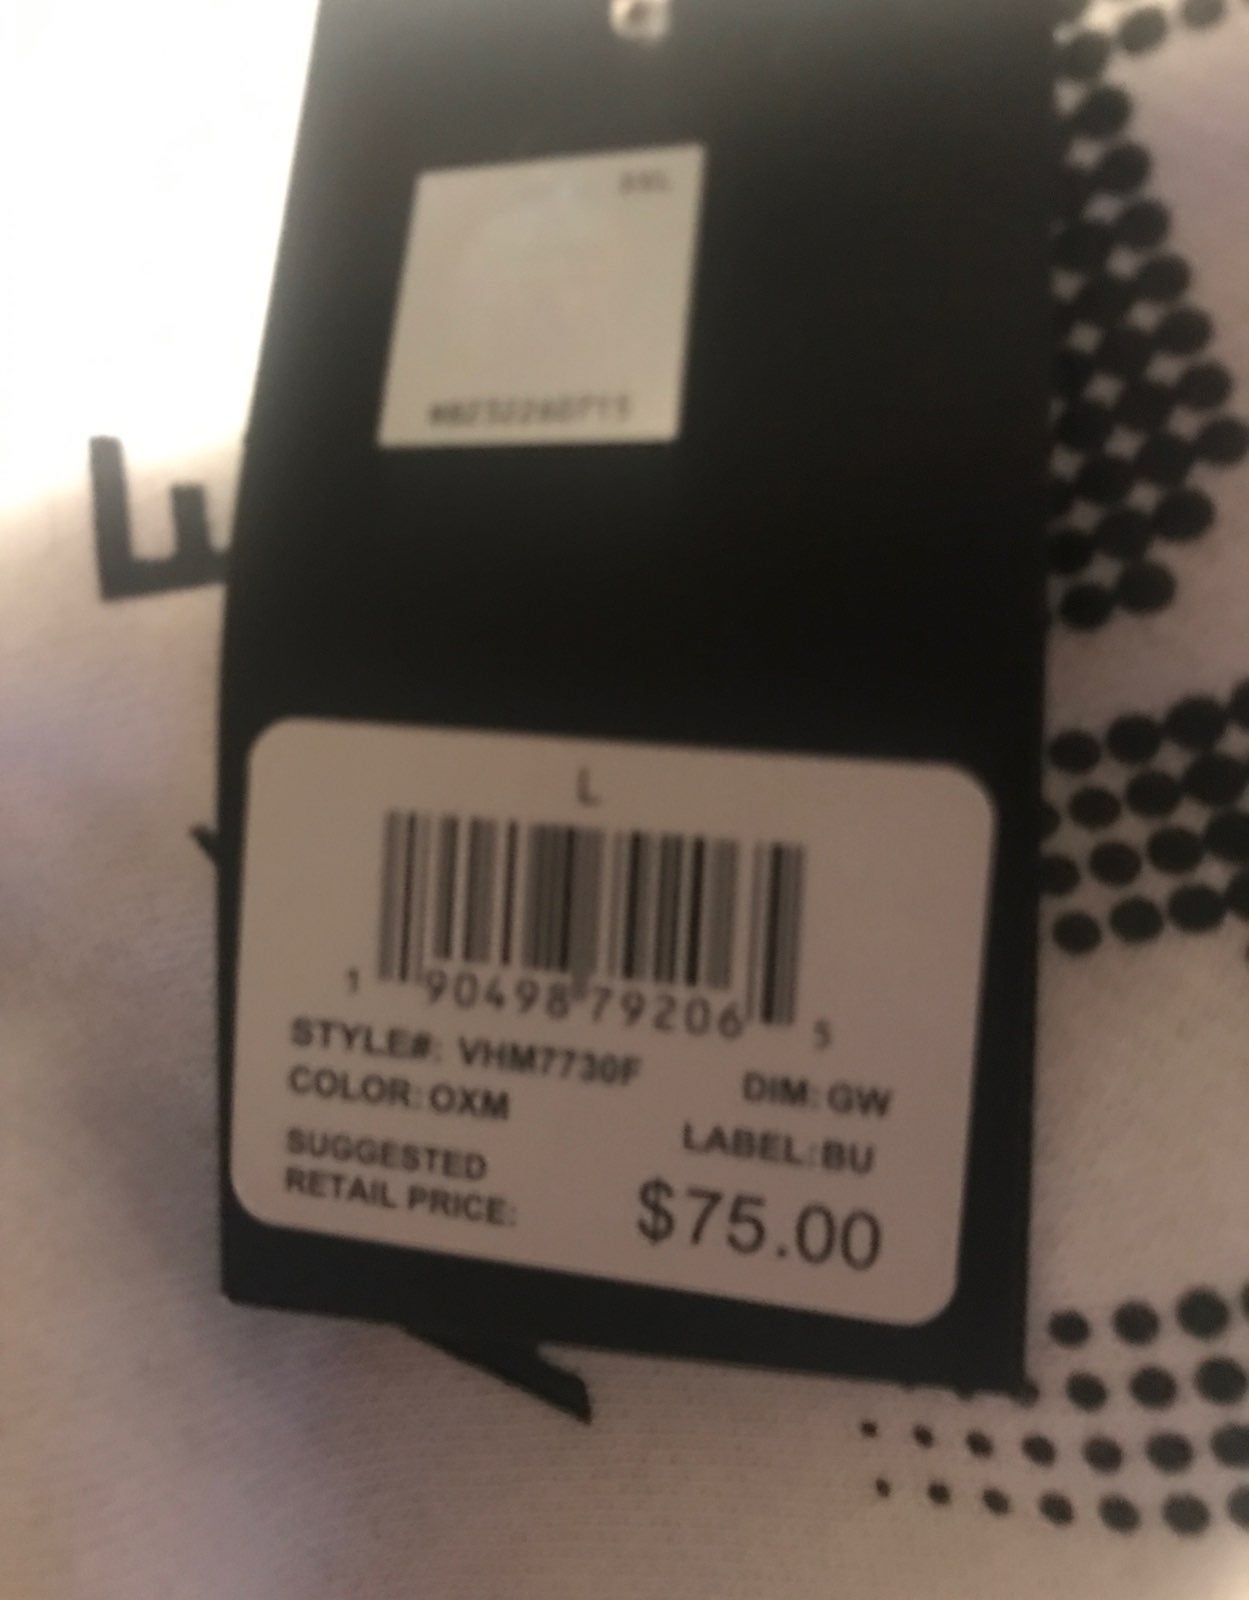 L
1 90498 79206 5
STYLE#: VHM7730F DIM: GW
COLOR: OXM LABEL: BU
SUGGESTED
RETAIL PRICE: $75.00